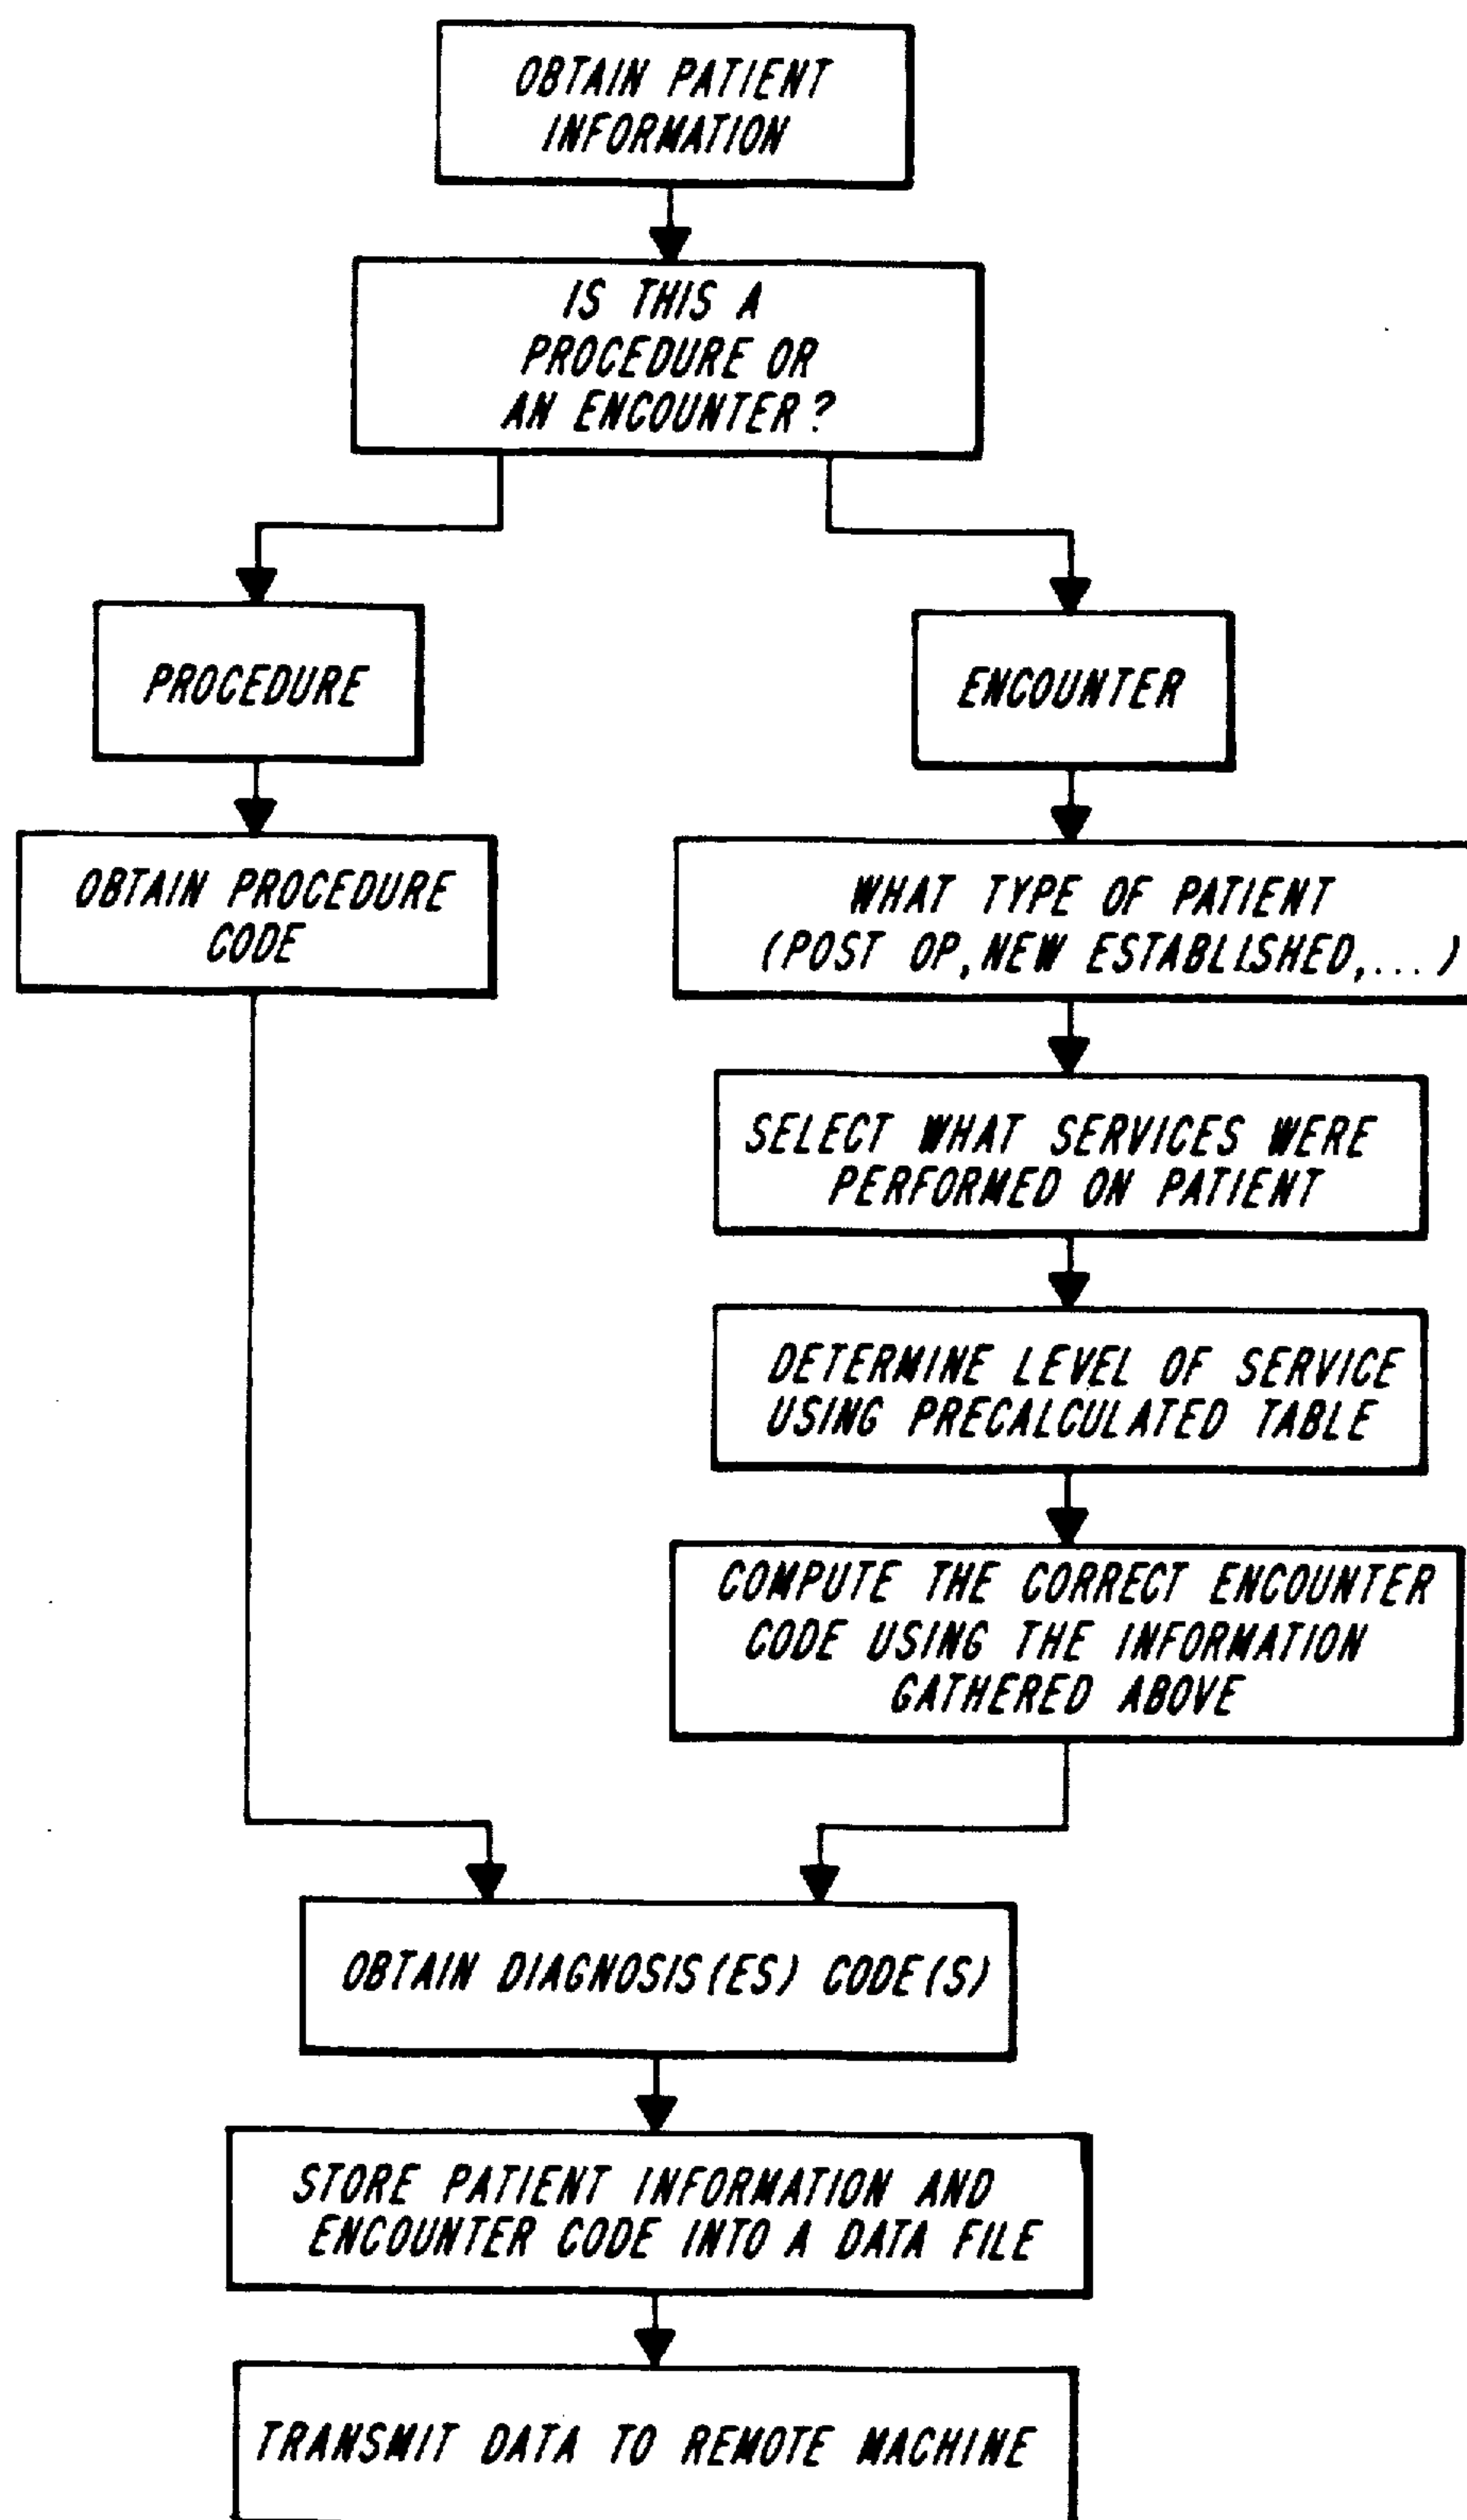 OBTAIN PATIENT
INFORMATION
IS THIS A
PROCEDURE OR
AN ENCOUNTER?
PROCEDURE
ENCOUNTER
OBTAIN PROCEDURE
CODE
WHAT TYPE OF PATIENT
(POST OP, NEW ESTABLISHED,...)
SELECT WHAT SERVICES WERE
PERFORMED ON PATIENT
DETERMINE LEVEL OF SERVICE
USING PRECALCULATED TABLE
COMPUTE THE CORRECT ENCOUNTER
CODE USING THE INFORMATION
GATHERED ABOVE
OBTAIN DIAGNOSIS(ES) CODE(S)
STORE PATIENT INFORMATION AND
ENCOUNTER CODE INTO A DATA FILE
TRANSMIT DATA TO REMOTE MACHINE